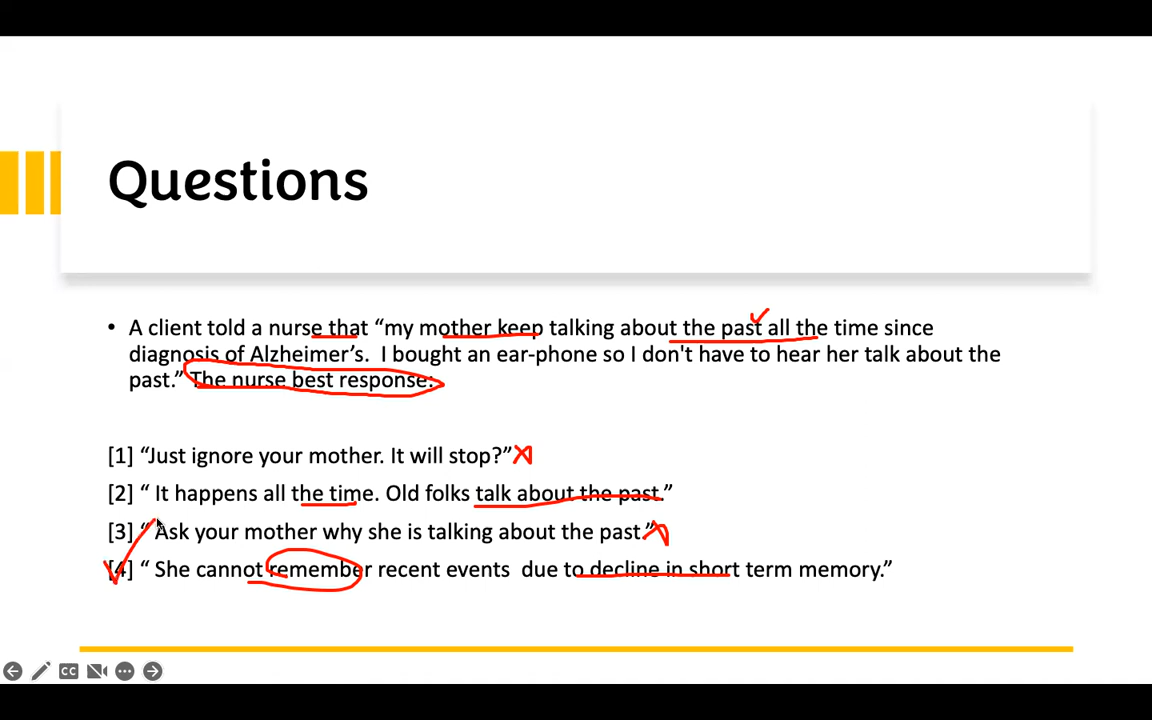 Questions
• A client told a nurse that “my mother keep talking about the past all the time since
diagnosis of Alzheimer’s.  I bought an ear-phone so I don't have to hear her talk about the
past.” The nurse best response:
[1] “Just ignore your mother. It will stop?”
[2] “ It happens all the time. Old folks talk about the past.”
[3] “ Ask your mother why she is talking about the past.”
[4] “ She cannot remember recent events  due to decline in short term memory.”
CC